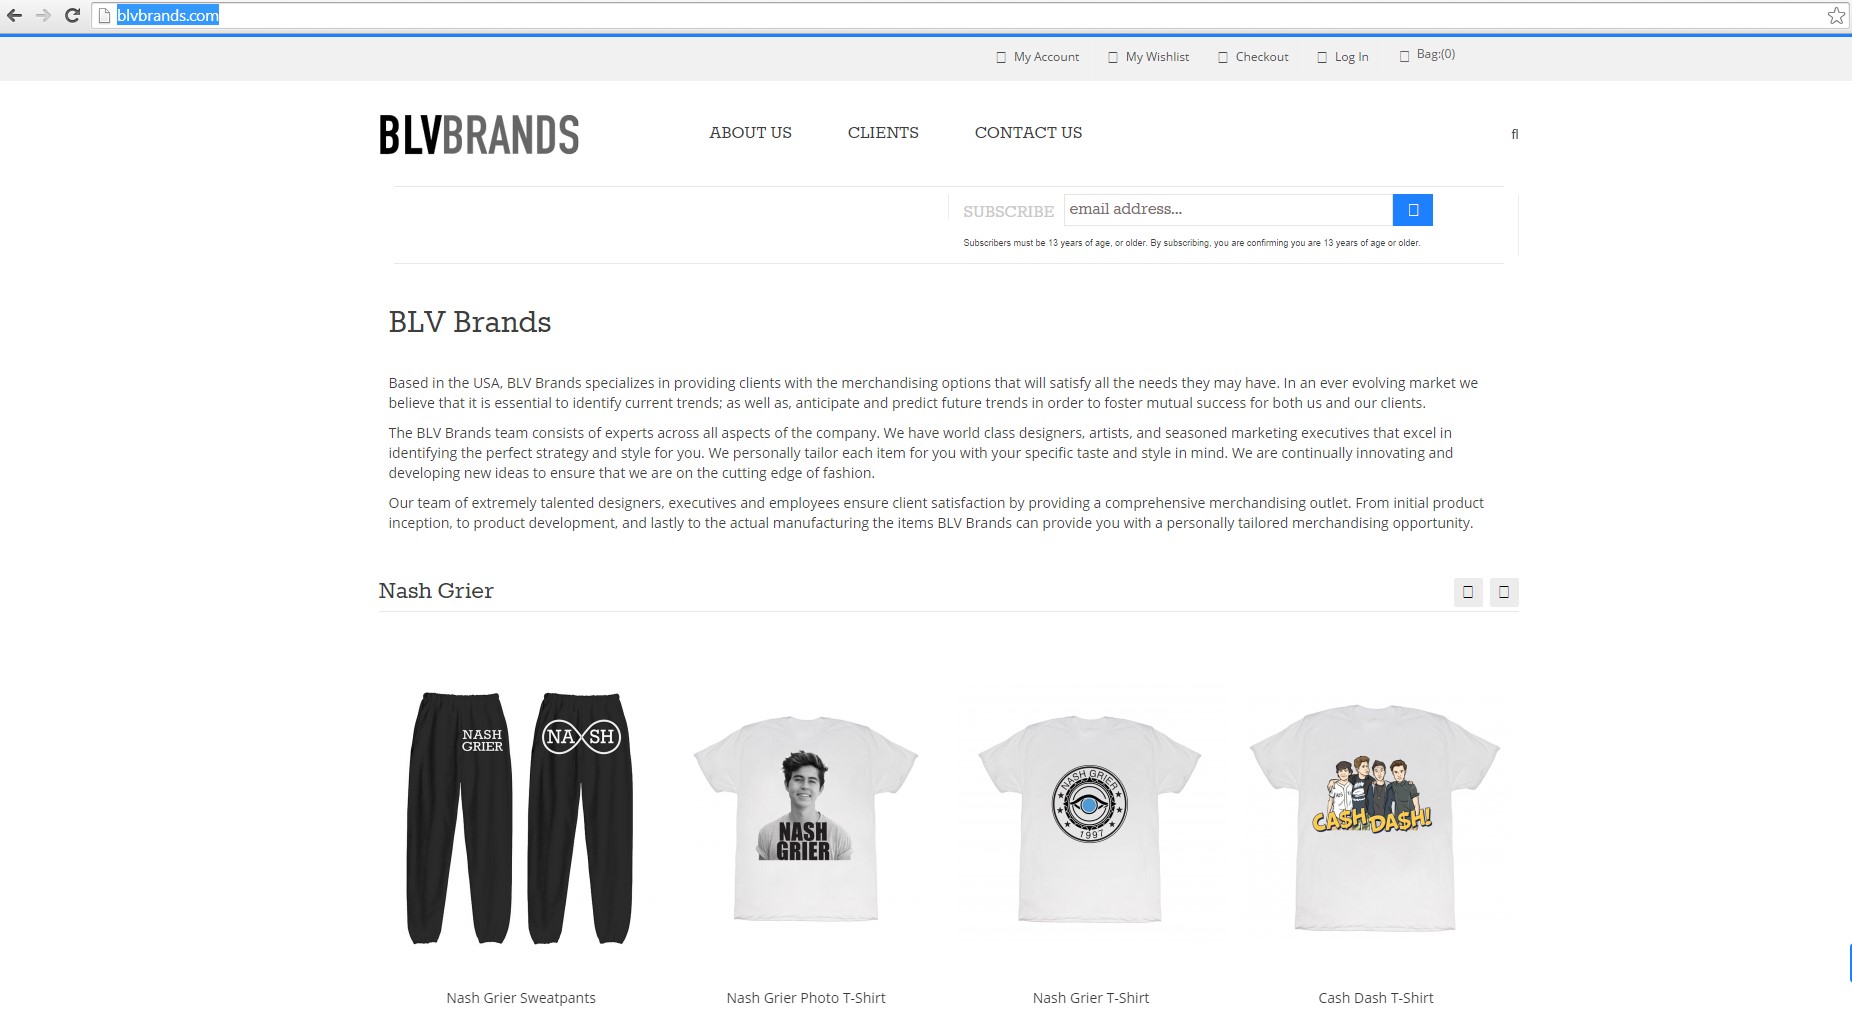 blvbrands.com
My Account
My Wishlist
Checkout
Log In
Bag:(0)
BLVBRANDS
ABOUT US
CLIENTS
CONTACT US
SUBSCRIBE
email address...
Subscribers must be 13 years of age, or older. By subscribing, you are confirming you are 13 years of age or older.
BLV Brands
Based in the USA, BLV Brands specializes in providing clients with the merchandising options that will satisfy all the needs they may have. In an ever evolving market we
believe that it is essential to identify current trends; as well as, anticipate and predict future trends in order to foster mutual success for both us and our clients.
The BLV Brands team consists of experts across all aspects of the company. We have world class designers, artists, and seasoned marketing executives that excel in
identifying the perfect strategy and style for you. We personally tailor each item for you with your specific taste and style in mind. We are continually innovating and
developing new ideas to ensure that we are on the cutting edge of fashion.
Our team of extremely talented designers, executives and employees ensure client satisfaction by providing a comprehensive merchandising outlet. From initial product
inception, to product development, and lastly to the actual manufacturing the items BLV Brands can provide you with a personally tailored merchandising opportunity.
Nash Grier
NASH
GRIER
NA SH
NASH
GRIER
NASH GRIER
1997
CA$H DA$H!
Nash Grier Sweatpants
Nash Grier Photo T-Shirt
Nash Grier T-Shirt
Cash Dash T-Shirt